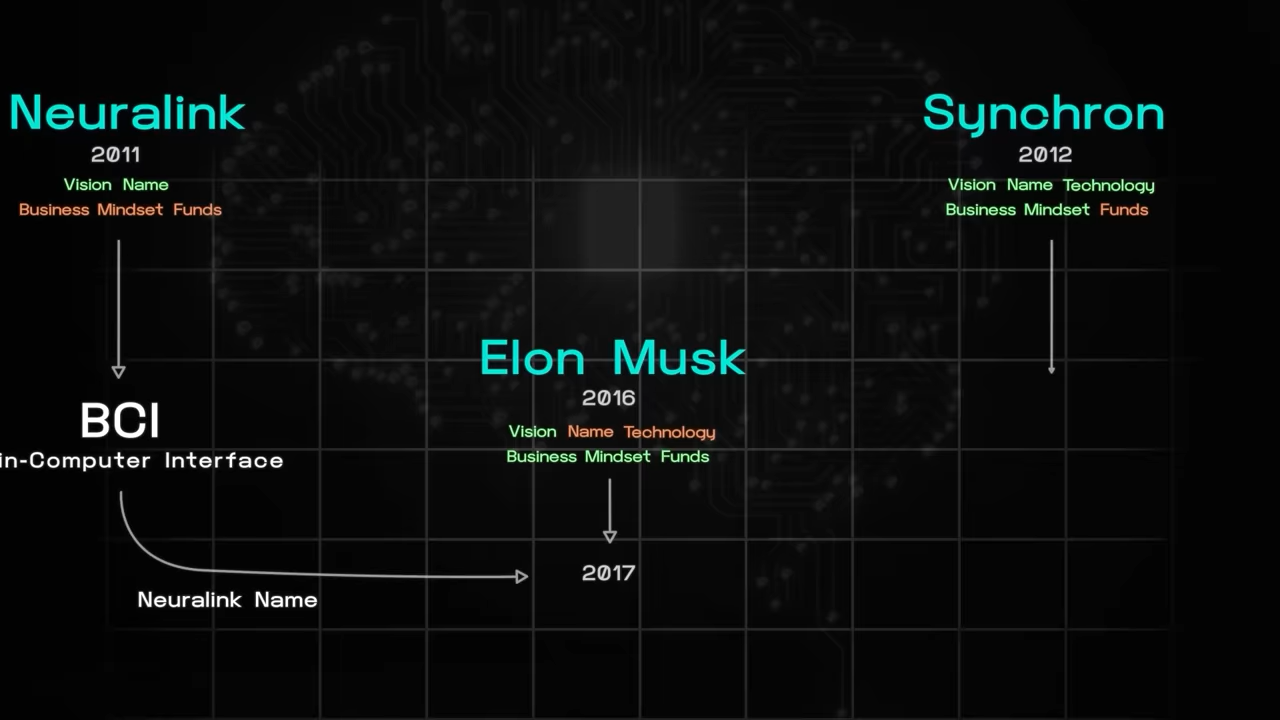 Neuralink
2011
Vision Name
Business Mindset Funds
BCI
in-Computer Interface
Neuralink Name
Elon Musk
2016
Vision Name Technology
Business Mindset Funds
2017
Synchron
2012
Vision Name Technology
Business Mindset Funds